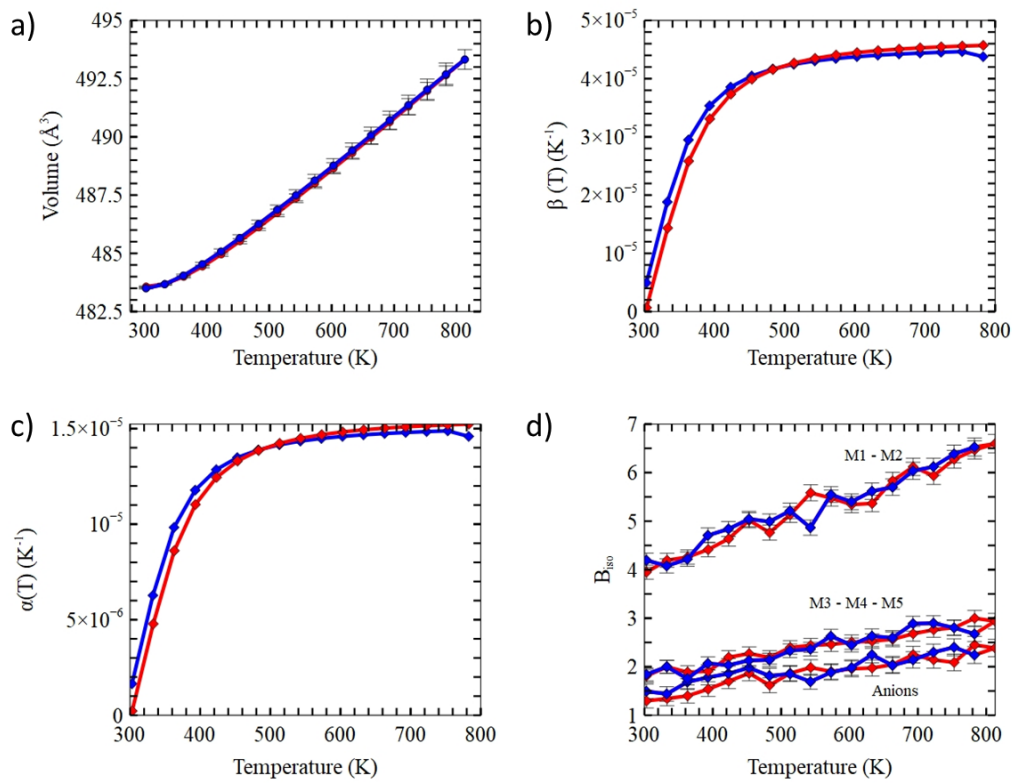 a)
495
492.5
490
487.5
485
482.5
Volume (Å³)
300 400 500 600 700 800
Temperature (K)
b)
5×10⁻⁵
4×10⁻⁵
3×10⁻⁵
2×10⁻⁵
1×10⁻⁵
0
β (T) (K⁻¹)
300 400 500 600 700 800
Temperature (K)
c)
1.5×10⁻⁵
1×10⁻⁵
5×10⁻⁶
0
α(T) (K⁻¹)
300 400 500 600 700 800
Temperature (K)
d)
7
6
5
4
3
2
1
B_iso
M1 - M2
M3 - M4 - M5
Anions
300 400 500 600 700 800
Temperature (K)